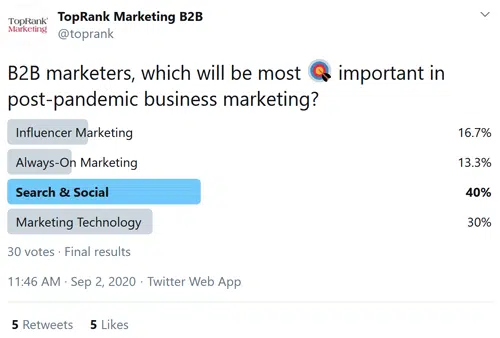 TopRank
Marketing
TopRank Marketing B2B
@toprank
B2B marketers, which will be most 🎯 important in
post-pandemic business marketing?
Influencer Marketing 16.7%
Always-On Marketing 13.3%
Search & Social 40%
Marketing Technology 30%
30 votes · Final results
11:46 AM · Sep 2, 2020 · Twitter Web App
5 Retweets 5 Likes